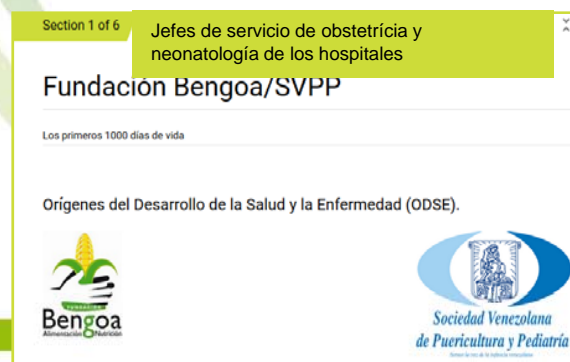 Section 1 of 6
Jefes de servicio de obstetrícia y
neonatología de los hospitales
Fundación Bengoa/SVPP
Los primeros 1000 días de vida
Orígenes del Desarrollo de la Salud y la Enfermedad (ODSE).
FUNDACIÓN
Bengoa
Alimentación Nutrición
Sociedad Venezolana
de Puericultura y Pediatría